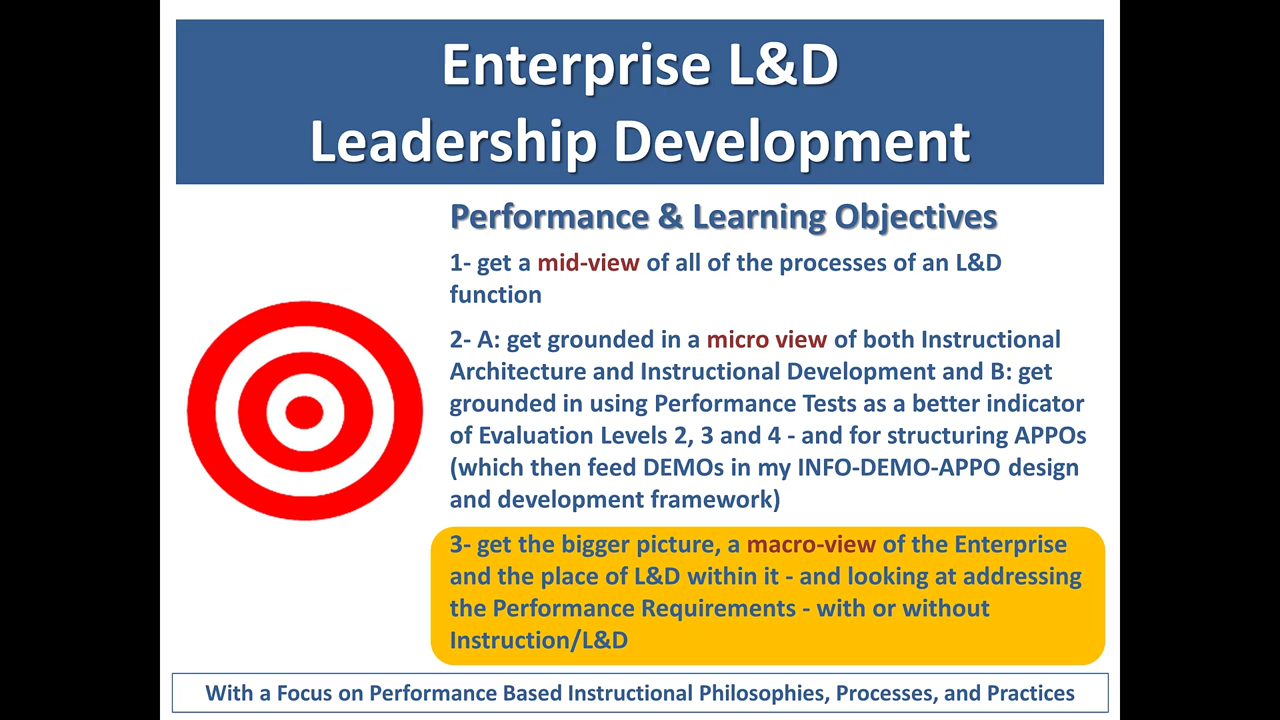 Enterprise L&D
Leadership Development
Performance & Learning Objectives
1- get a mid-view of all of the processes of an L&D
function
2- A: get grounded in a micro view of both Instructional
Architecture and Instructional Development and B: get
grounded in using Performance Tests as a better indicator
of Evaluation Levels 2, 3 and 4 - and for structuring APPOs
(which then feed DEMOs in my INFO-DEMO-APPO design
and development framework)
3- get the bigger picture, a macro-view of the Enterprise
and the place of L&D within it - and looking at addressing
the Performance Requirements - with or without
Instruction/L&D
With a Focus on Performance Based Instructional Philosophies, Processes, and Practices